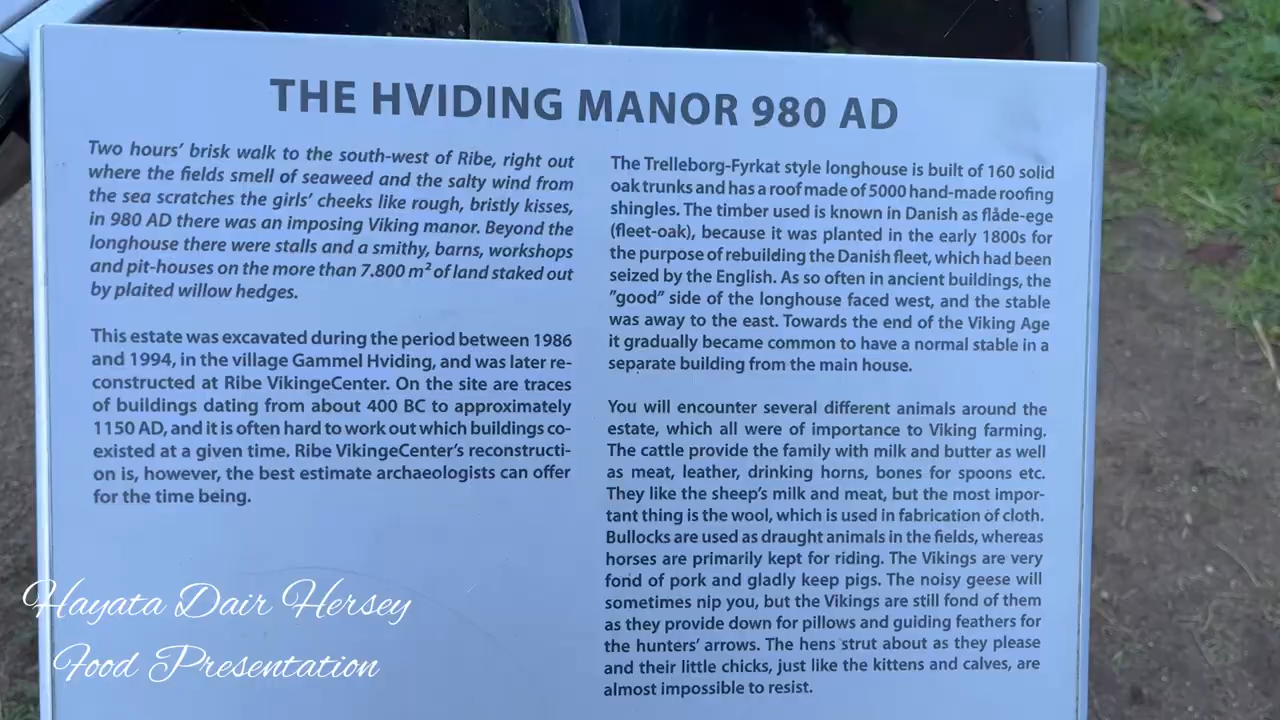 THE HVIDING MANOR 980 AD
Two hours' brisk walk to the south-west of Ribe, right out
where the fields smell of seaweed and the salty wind from
the sea scratches the girls' cheeks like rough, bristly kisses,
in 980 AD there was an imposing Viking manor. Beyond the
longhouse there were stalls and a smithy, barns, workshops
and pit-houses on the more than 7.800 m² of land staked out
by plaited willow hedges.
This estate was excavated during the period between 1986
and 1994, in the village Gammel Hviding, and was later re-
constructed at Ribe VikingeCenter. On the site are traces
of buildings dating from about 400 BC to approximately
1150 AD, and it is often hard to work out which buildings co-
existed at a given time. Ribe VikingeCenter's reconstructi-
on is, however, the best estimate archaeologists can offer
for the time being.
The Trelleborg-Fyrkat style longhouse is built of 160 solid
oak trunks and has a roof made of 5000 hand-made roofing
shingles. The timber used is known in Danish as flåde-ege
(fleet-oak), because it was planted in the early 1800s for
the purpose of rebuilding the Danish fleet, which had been
seized by the English. As so often in ancient buildings, the
"good" side of the longhouse faced west, and the stable
was away to the east. Towards the end of the Viking Age
it gradually became common to have a normal stable in a
separate building from the main house.
You will encounter several different animals around the
estate, which all were of importance to Viking farming.
The cattle provide the family with milk and butter as well
as meat, leather, drinking horns, bones for spoons etc.
They like the sheep's milk and meat, but the most impor-
tant thing is the wool, which is used in fabrication of cloth.
Bullocks are used as draught animals in the fields, whereas
horses are primarily kept for riding. The Vikings are very
fond of pork and gladly keep pigs. The noisy geese will
sometimes nip you, but the Vikings are still fond of them
as they provide down for pillows and guiding feathers for
the hunters' arrows. The hens strut about as they please
and their little chicks, just like the kittens and calves, are
almost impossible to resist.
Hayata Dair Hersey
Food Presentation